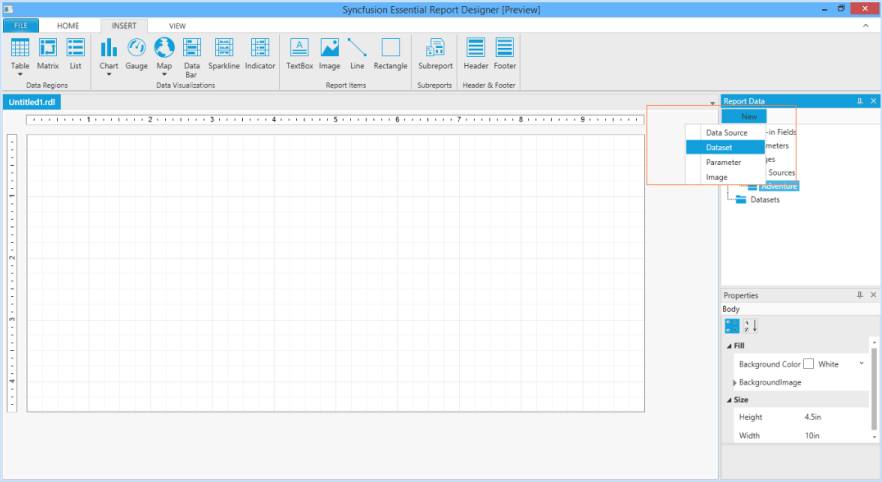 Syncfusion Essential Report Designer [Preview]
FILE HOME INSERT VIEW
Table Matrix List Chart Gauge Map Data Bar Sparkline Indicator TextBox Image Line Rectangle Subreport Header Footer
Data Regions Data Visualizations Report Items Subreports Header & Footer
Untitled1.rdl
Report Data
1 2 3 4 5 6 7 8 9
New
Data Source
-in Fields
Dataset
meters
Parameter
ges
Image
Sources
Adventure
Datasets
1
2
3
4
Properties
Body
Fill
Background Color White
BackgroundImage
Size
Height 4.5in
Width 10in